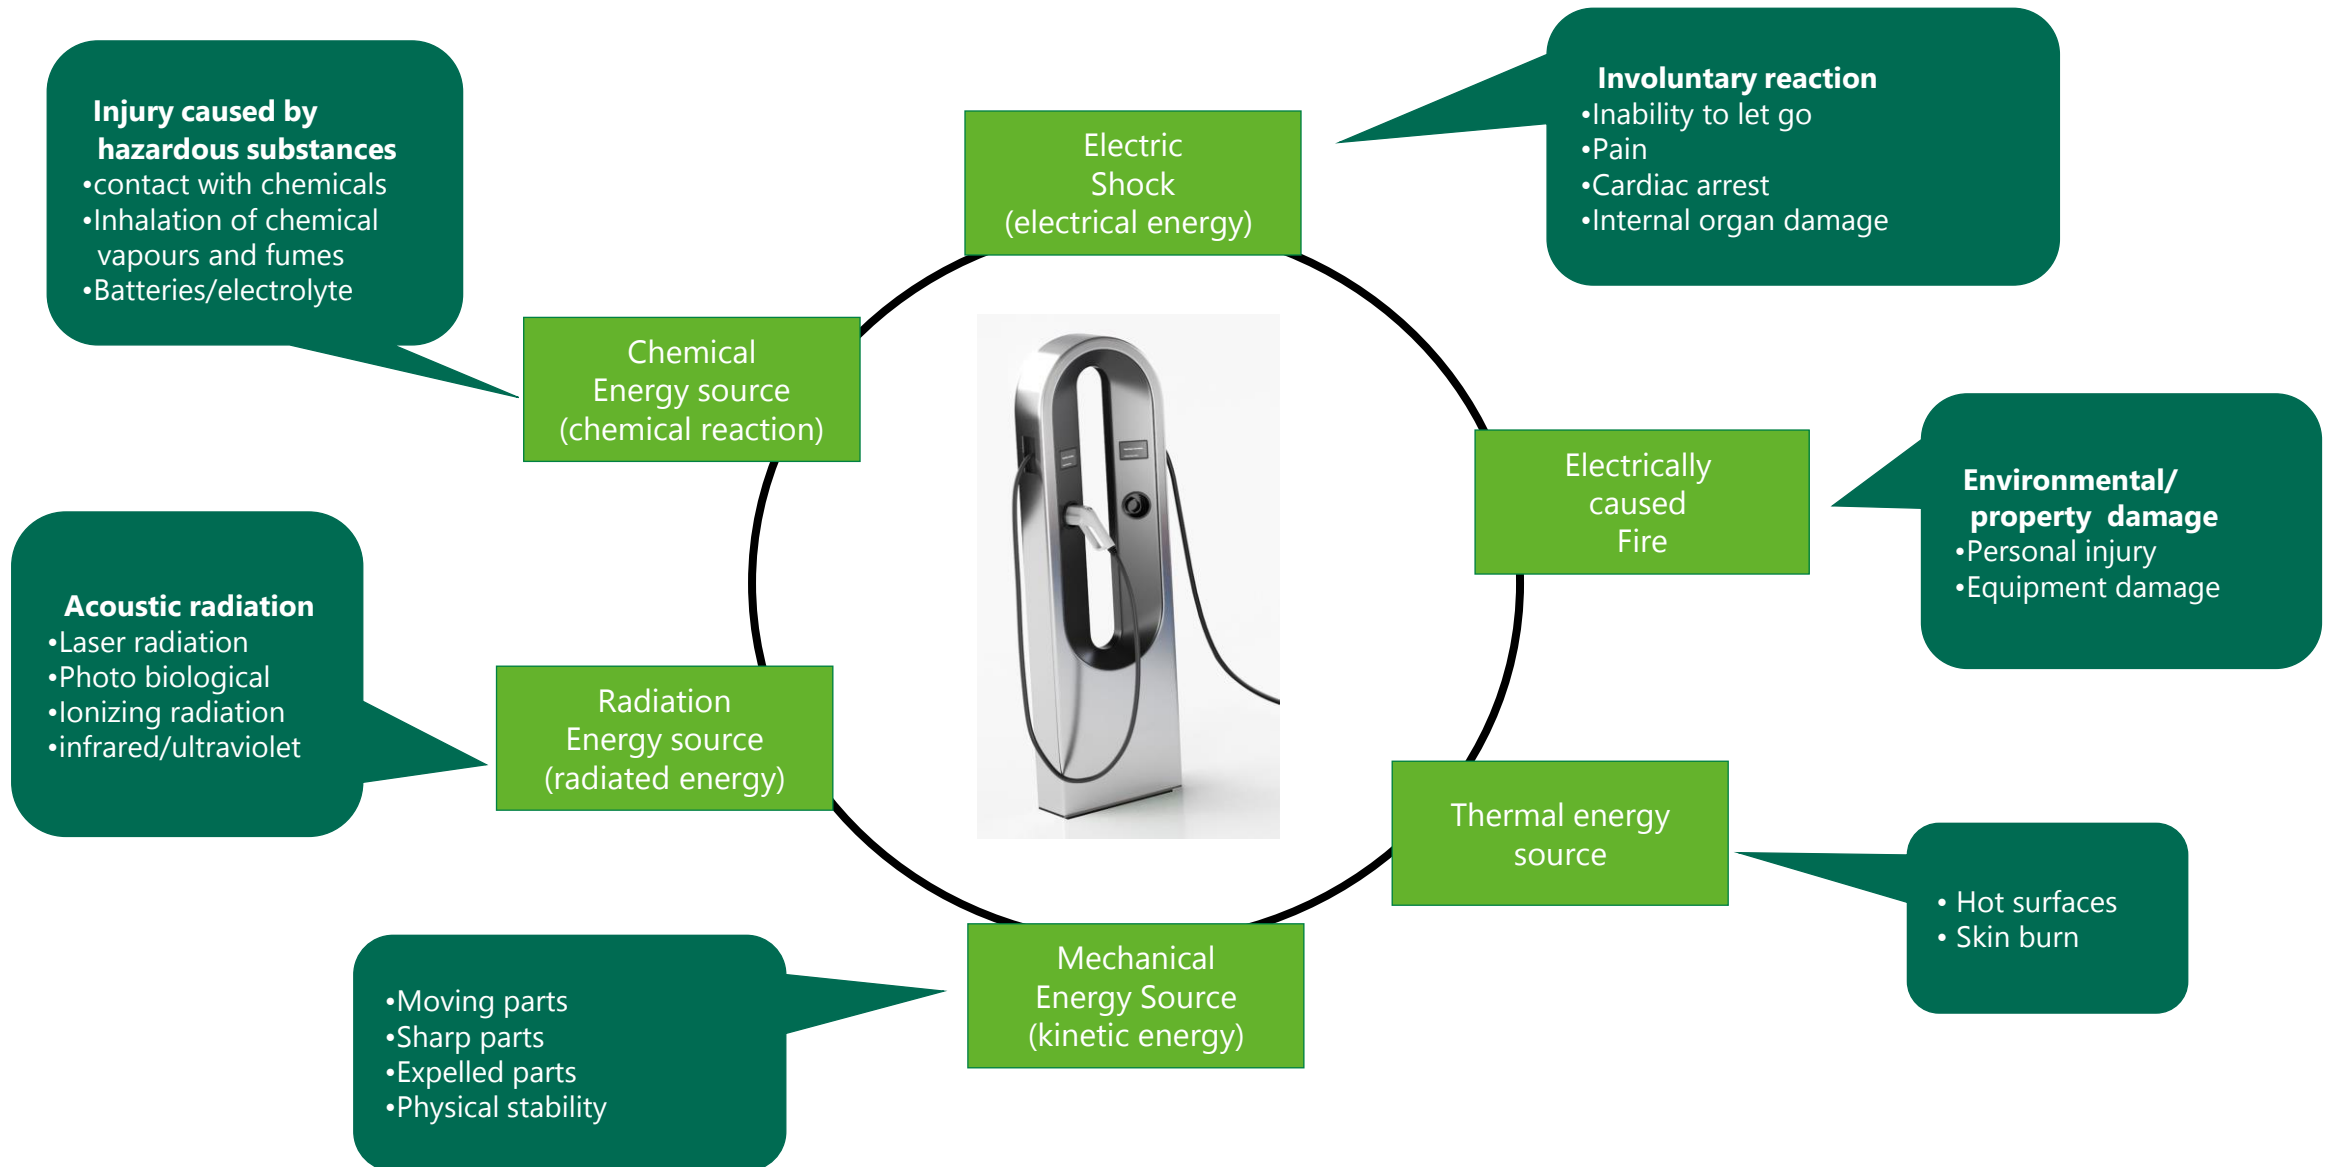 Injury caused by
hazardous substances
•contact with chemicals
•Inhalation of chemical
vapours and fumes
•Batteries/electrolyte
Involuntary reaction
•Inability to let go
•Pain
•Cardiac arrest
•Internal organ damage
Electric
Shock
(electrical energy)
Chemical
Energy source
(chemical reaction)
Electrically
caused
Fire
Environmental/
property  damage
•Personal injury
•Equipment damage
Acoustic radiation
•Laser radiation
•Photo biological
•Ionizing radiation
•infrared/ultraviolet
Radiation
Energy source
(radiated energy)
Thermal energy
source
• Hot surfaces
• Skin burn
Mechanical
Energy Source
(kinetic energy)
•Moving parts
•Sharp parts
•Expelled parts
•Physical stability